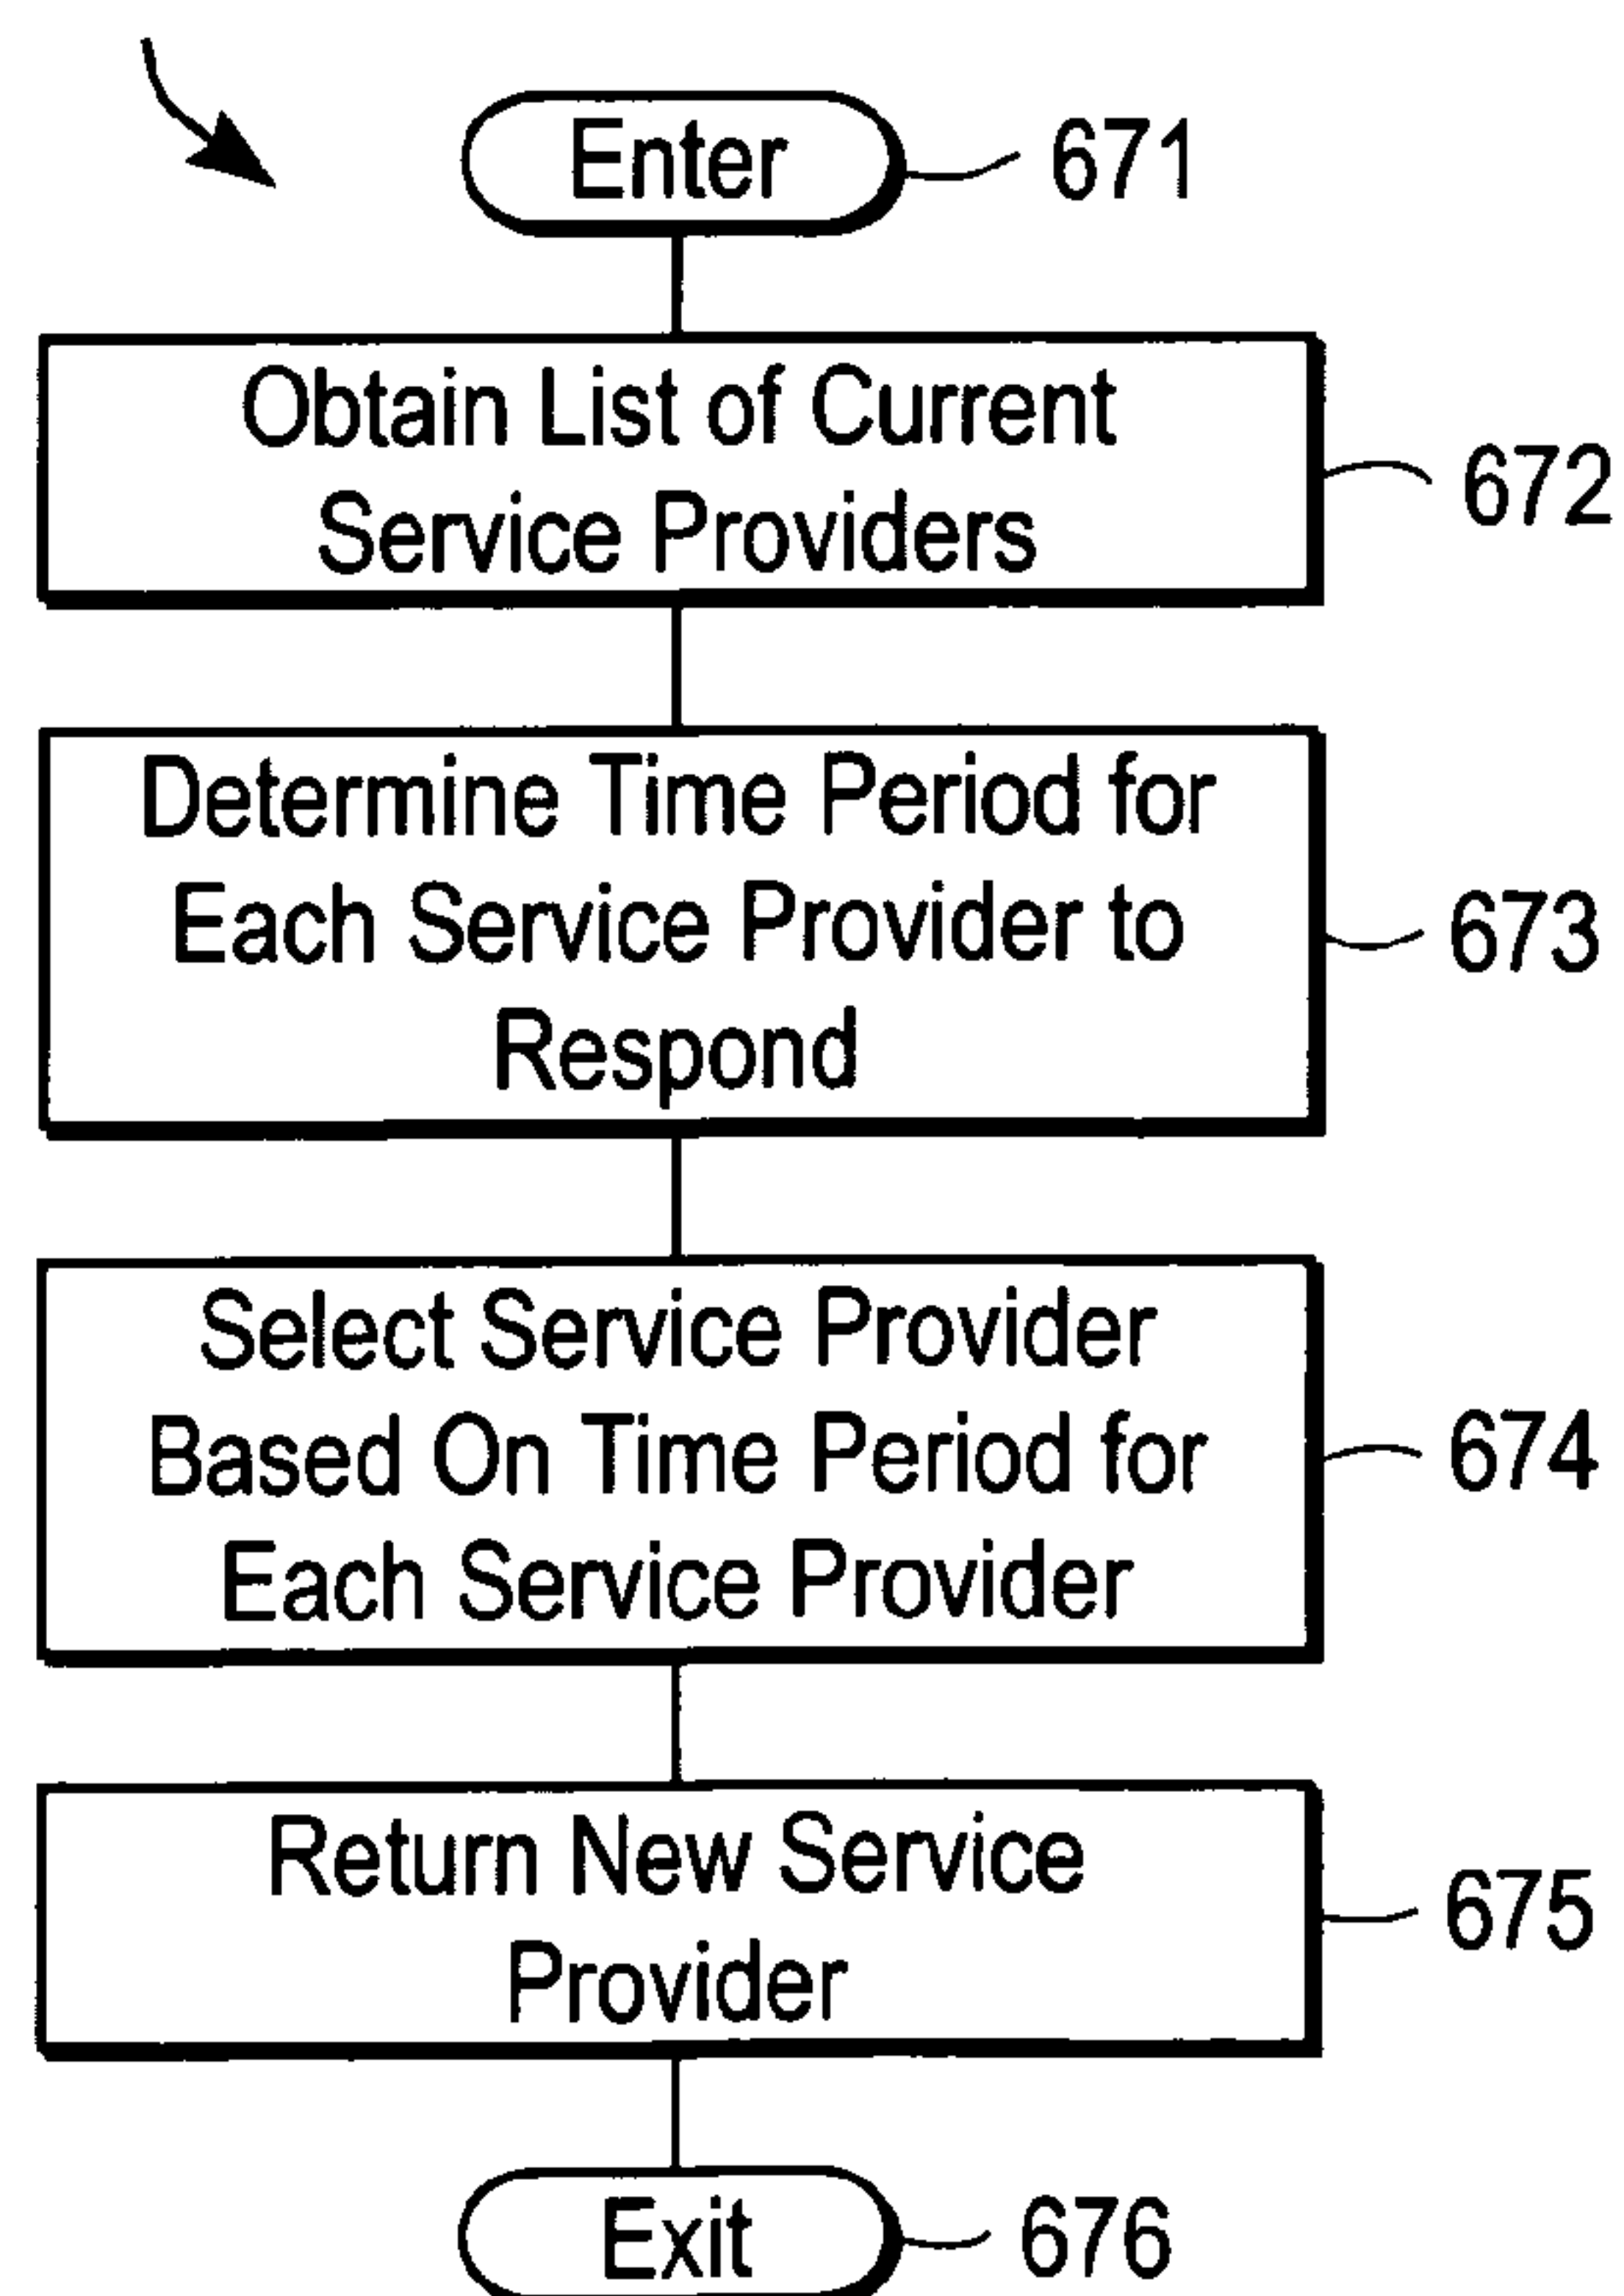 Enter
671
Obtain List of Current
Service Providers
672
Determine Time Period for
Each Service Provider to
Respond
673
Select Service Provider
Based On Time Period for
Each Service Provider
674
Return New Service
Provider
675
Exit
676